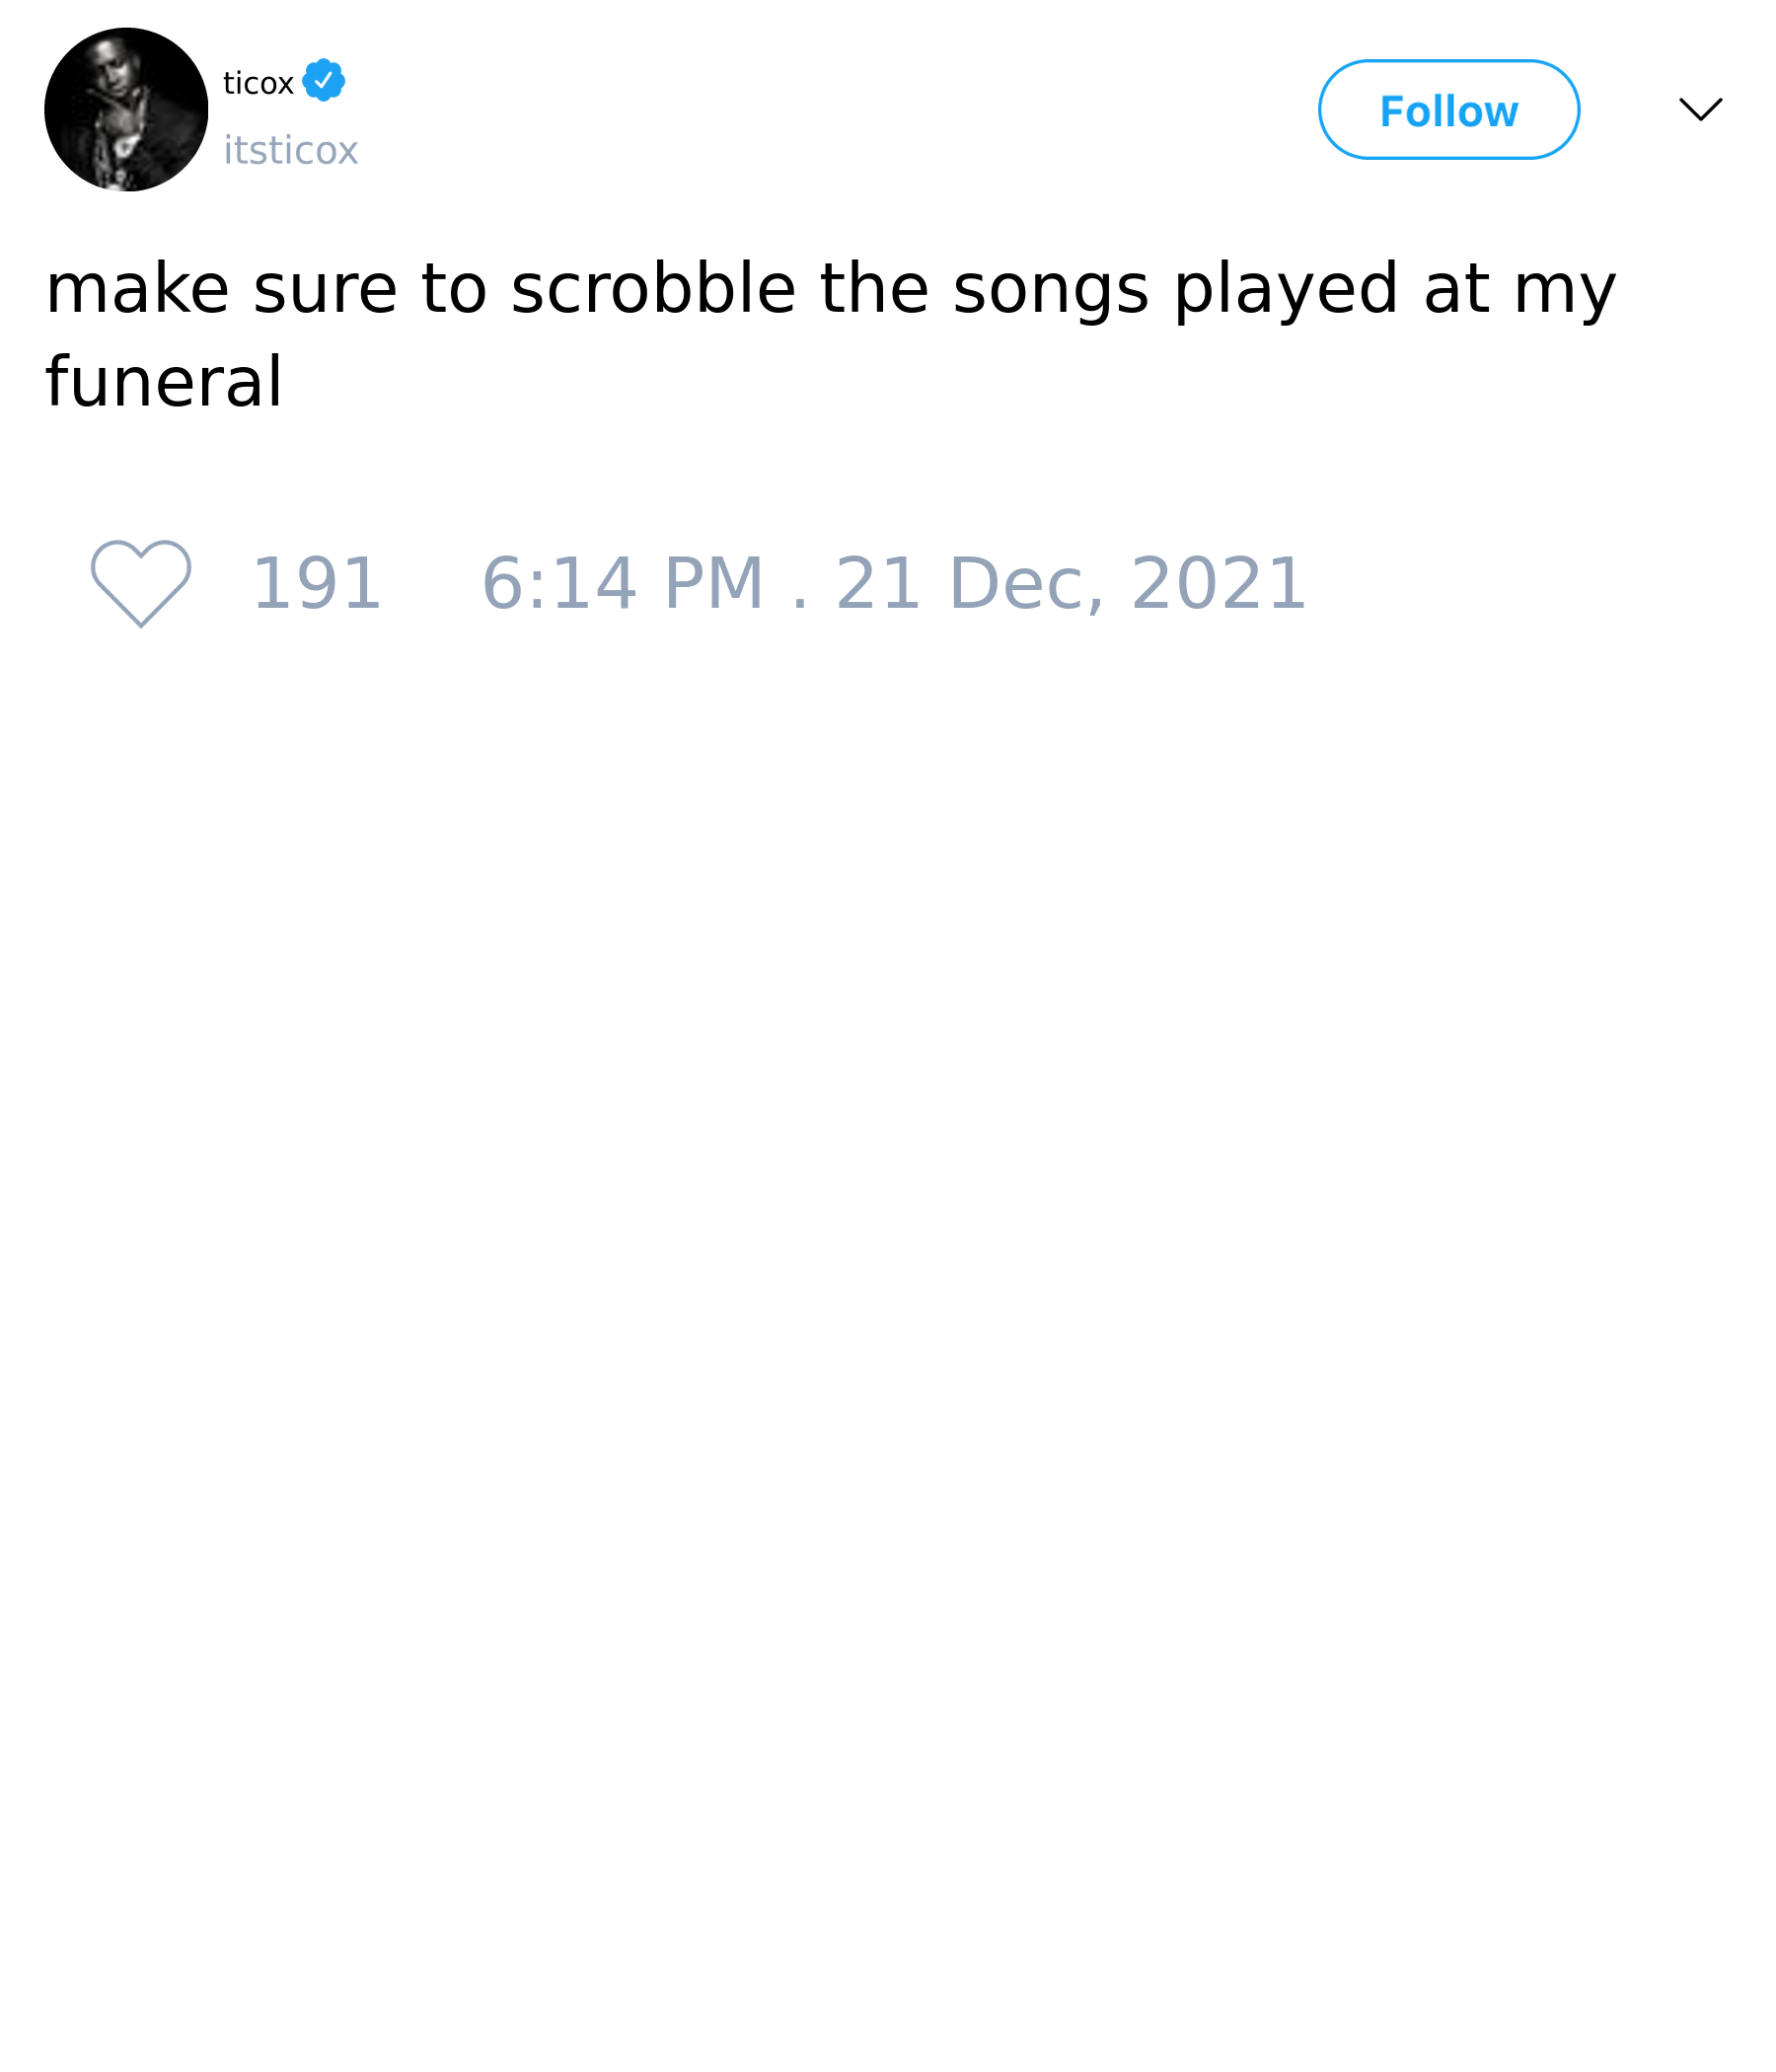 ticox
itsticox
Follow
make sure to scrobble the songs played at my
funeral
191 6:14 PM . 21 Dec, 2021